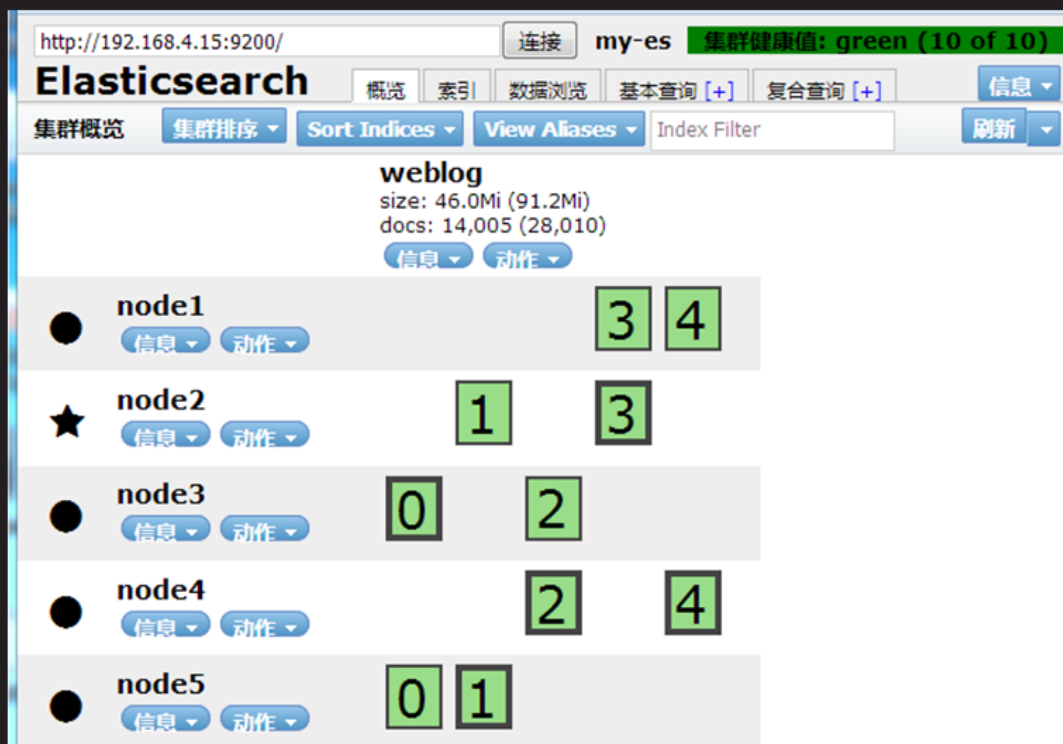 http://192.168.4.15:9200/ 连接 my-es 集群健康值: green (10 of 10)
Elasticsearch 概览 索引 数据浏览 基本查询 [+] 复合查询 [+] 信息
集群概览 集群排序 Sort Indices View Aliases Index Filter 刷新
weblog
size: 46.0Mi (91.2Mi)
docs: 14,005 (28,010)
信息 动作
node1 3 4
信息 动作
node2 1 3
信息 动作
node3 0 2
信息 动作
node4 2 4
信息 动作
node5 0 1
信息 动作